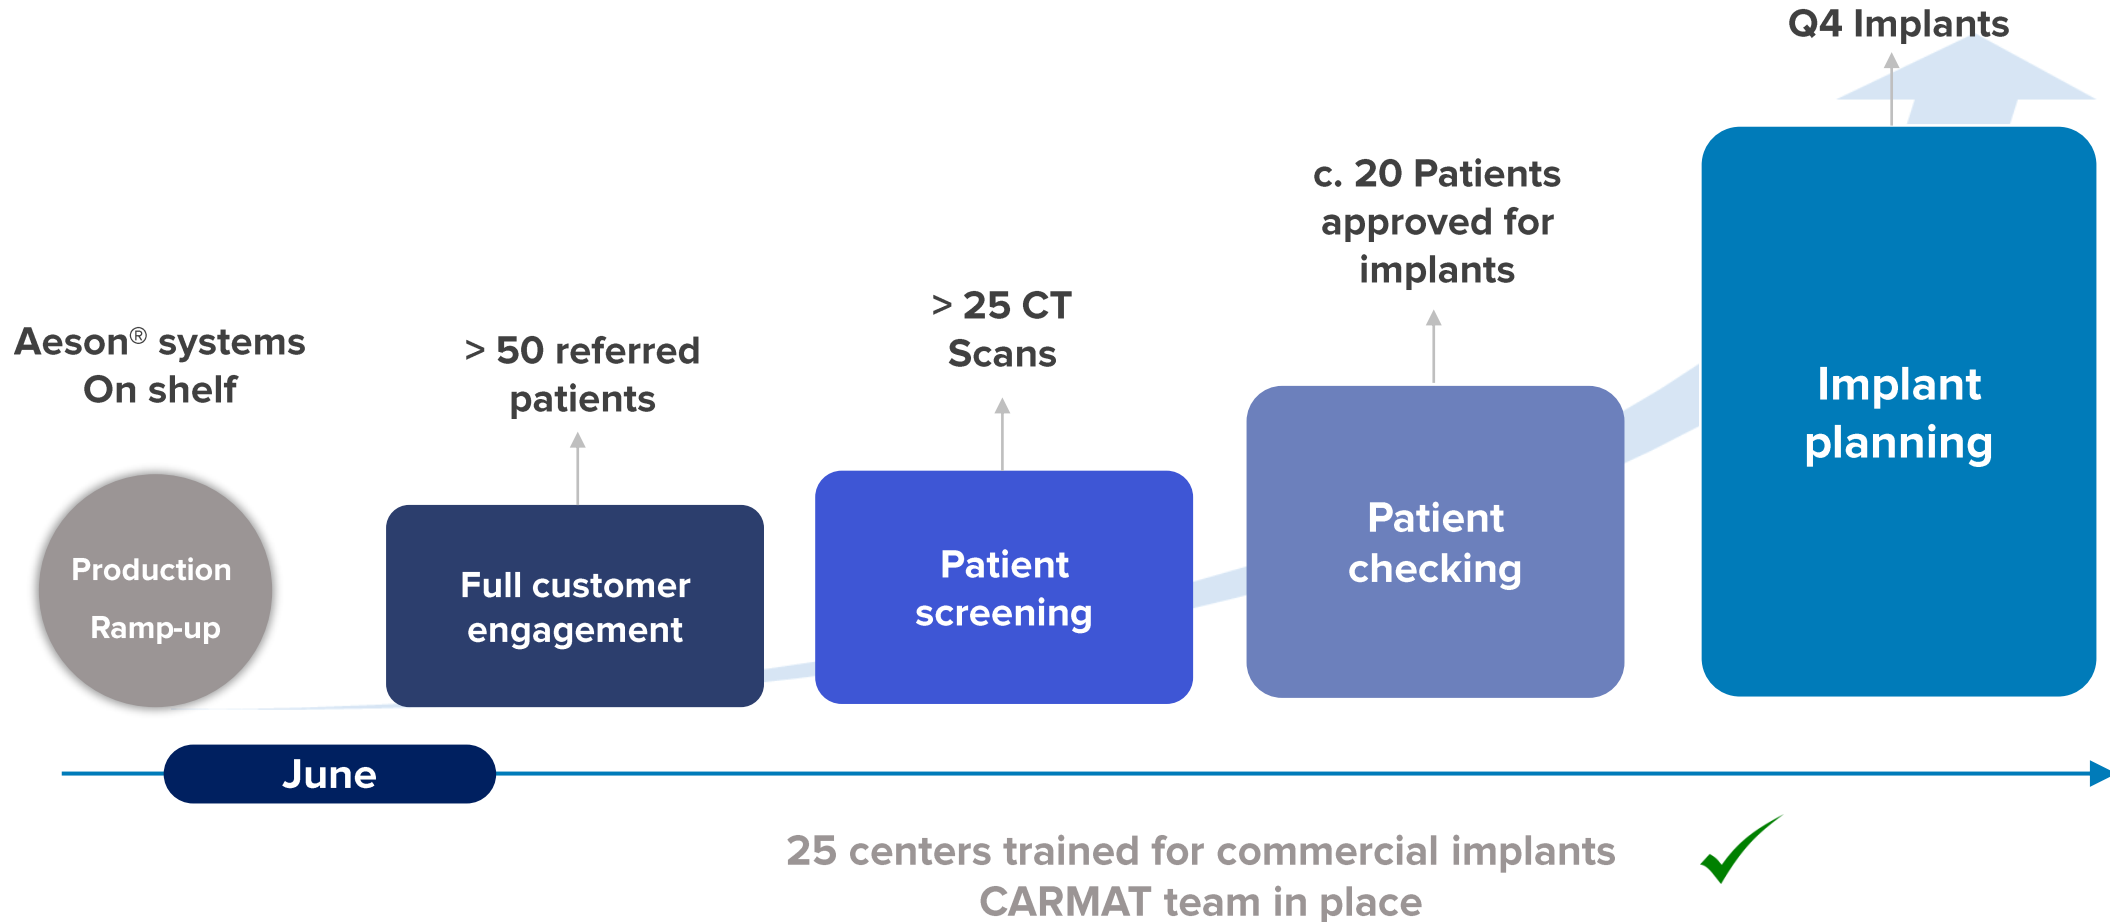 Aeson® systems
On shelf
Production
Ramp-up
> 50 referred
patients
Full customer
engagement
> 25 CT
Scans
Patient
screening
c. 20 Patients
approved for
implants
Patient
checking
Q4 Implants
Implant
planning
June
25 centers trained for commercial implants
CARMAT team in place